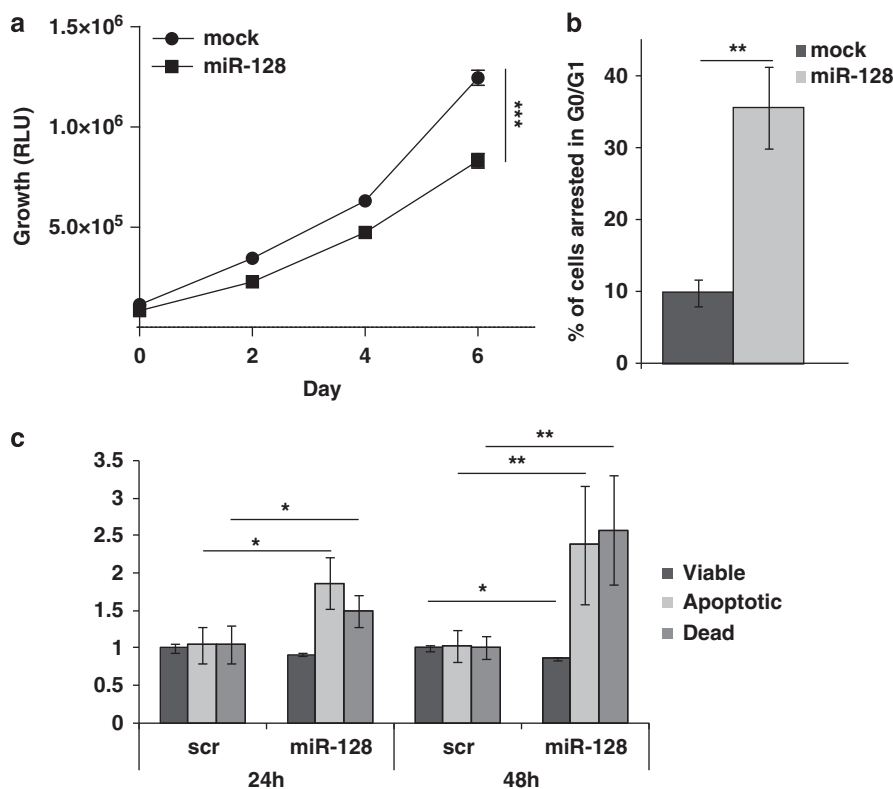 a
1.5×10⁶
1.0×10⁶
5.0×10⁵
Growth (RLU)
mock
miR-128
***
0 2 4 6
Day
b
% of cells arrested in G0/G1
40
30
20
10
0
**
mock
miR-128
c
3.5
3
2.5
2
1.5
1
0.5
0
*
*
*
**
**
scr miR-128 scr miR-128
24h 48h
Viable
Apoptotic
Dead